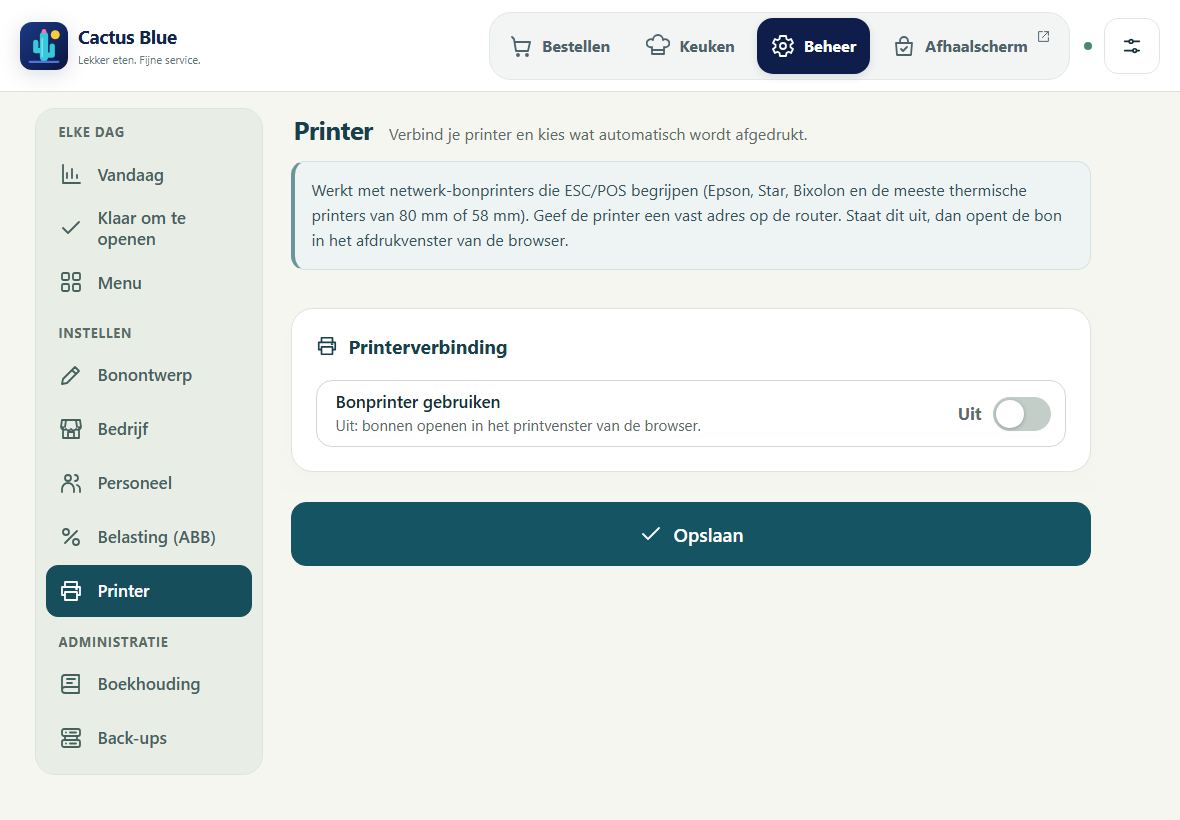 Cactus Blue
Lekker eten. Fijne service.
Bestellen
Keuken
Beheer
Afhaalscherm
ELKE DAG
Vandaag
Klaar om te
openen
Menu
INSTELLEN
Bonontwerp
Bedrijf
Personeel
Belasting (ABB)
Printer
ADMINISTRATIE
Boekhouding
Back-ups
Printer
Verbind je printer en kies wat automatisch wordt afgedrukt.
Werkt met netwerk-bonprinters die ESC/POS begrijpen (Epson, Star, Bixolon en de meeste thermische
printers van 80 mm of 58 mm). Geef de printer een vast adres op de router. Staat dit uit, dan opent de bon
in het afdrukvenster van de browser.
Printerverbinding
Bonprinter gebruiken
Uit: bonnen openen in het printvenster van de browser.
Uit
Opslaan